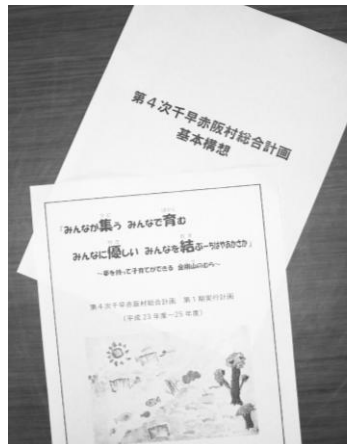 第4次千早赤阪村総合計画
基本構想
「みんなが集う みんなで育む
みんなに優しい みんなを結ぶーちはやあかさか」
～夢を持って子育てができる 金剛山のむら～
第4次千早赤阪村総合計画 第1期実行計画
(平成23年度—25年度)